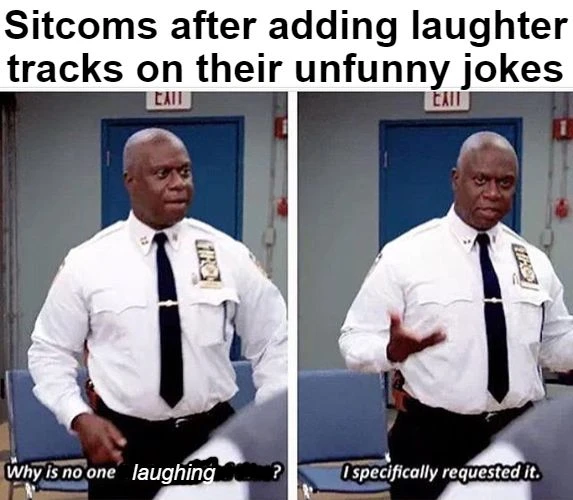 Sitcoms after adding laughter
tracks on their unfunny jokes
EXIT
EXIT
Why is no one laughing ?
I specifically requested it.